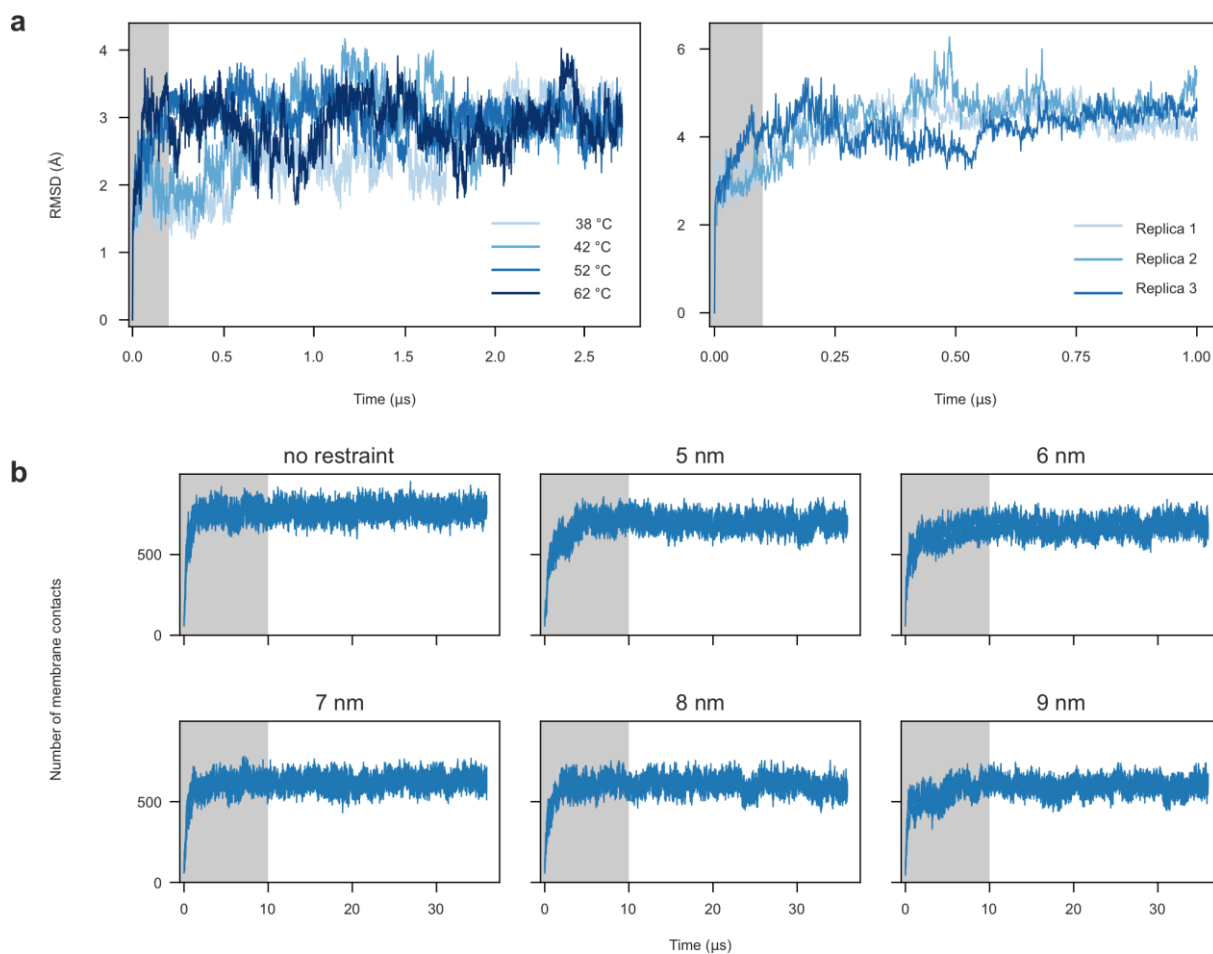 a
4
3
2
1
0
RMSD (Å)
38 °C
42 °C
52 °C
62 °C
0.0 0.5 1.0 1.5 2.0 2.5
Time (µs)
6
4
2
0
Replica 1
Replica 2
Replica 3
0.00 0.25 0.50 0.75 1.00
Time (µs)
b
Number of membrane contacts
no restraint 5 nm 6 nm
500
0
7 nm 8 nm 9 nm
500
0
0 10 20 30 0 10 20 30 0 10 20 30
Time (µs)